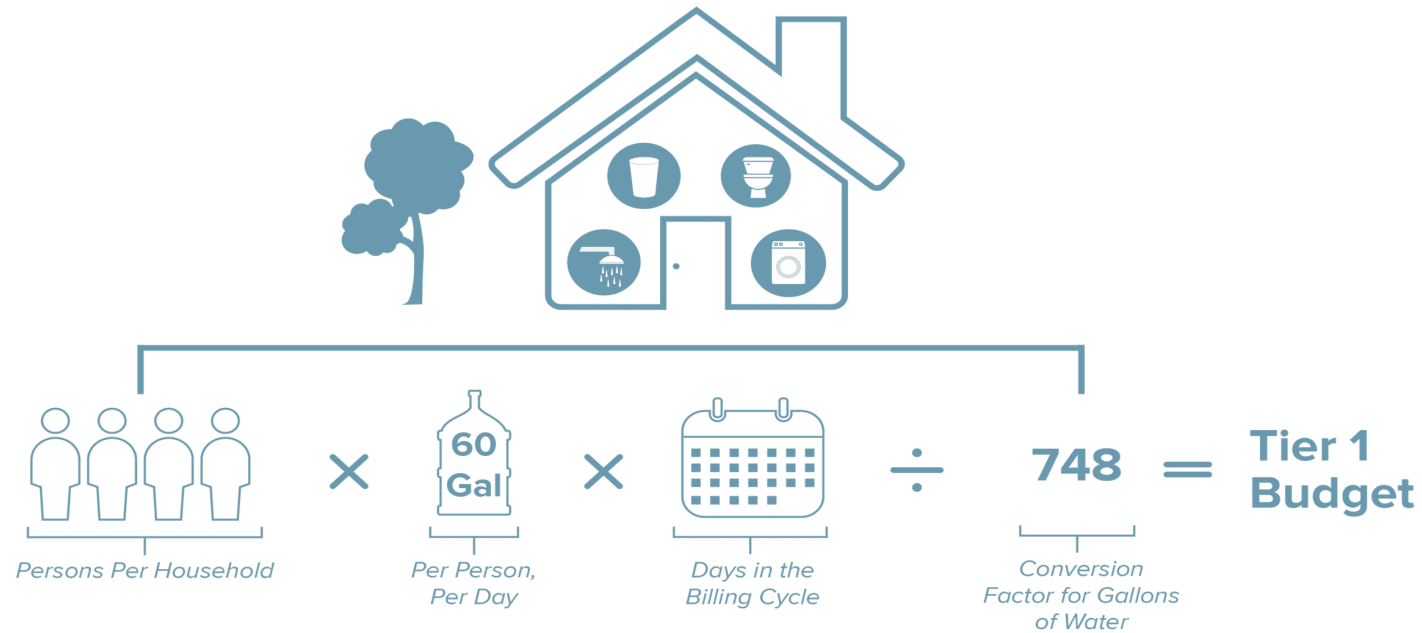 60
Gal
748
Tier 1
Budget
Persons Per Household
Per Person,
Per Day
Days in the
Billing Cycle
Conversion
Factor for Gallons
of Water